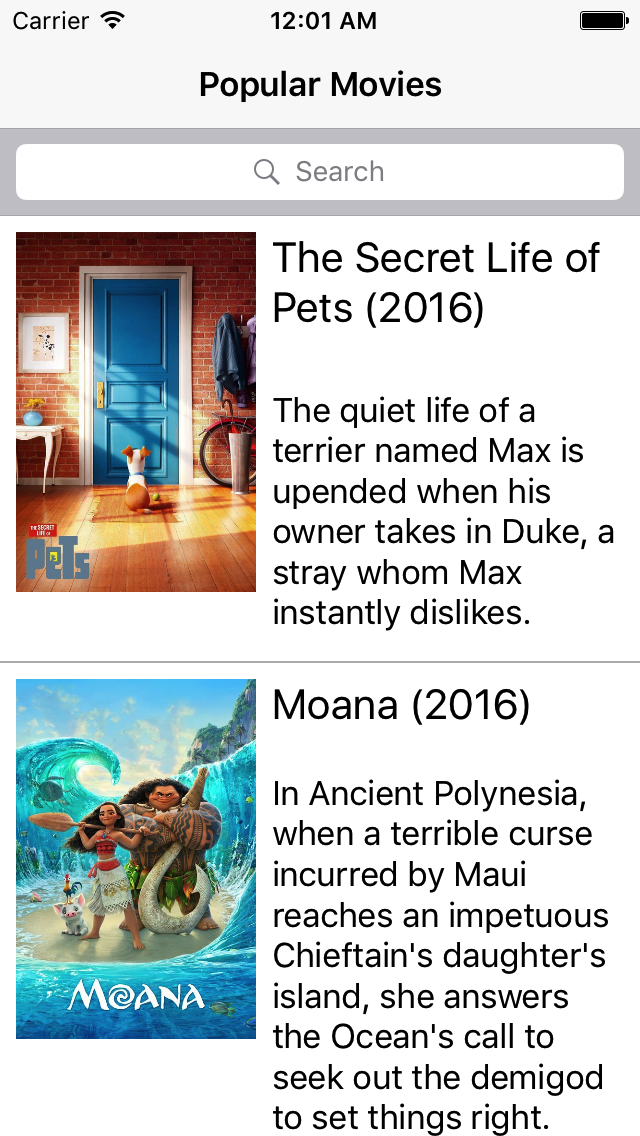 Carrier 12:01 AM
Popular Movies
Search
The Secret Life of
Pets (2016)
The quiet life of a
terrier named Max is
upended when his
owner takes in Duke, a
stray whom Max
instantly dislikes.
THE SECRET
LIFE OF
PETS
Moana (2016)
In Ancient Polynesia,
when a terrible curse
incurred by Maui
reaches an impetuous
Chieftain's daughter's
island, she answers
the Ocean's call to
seek out the demigod
to set things right.
MOANA